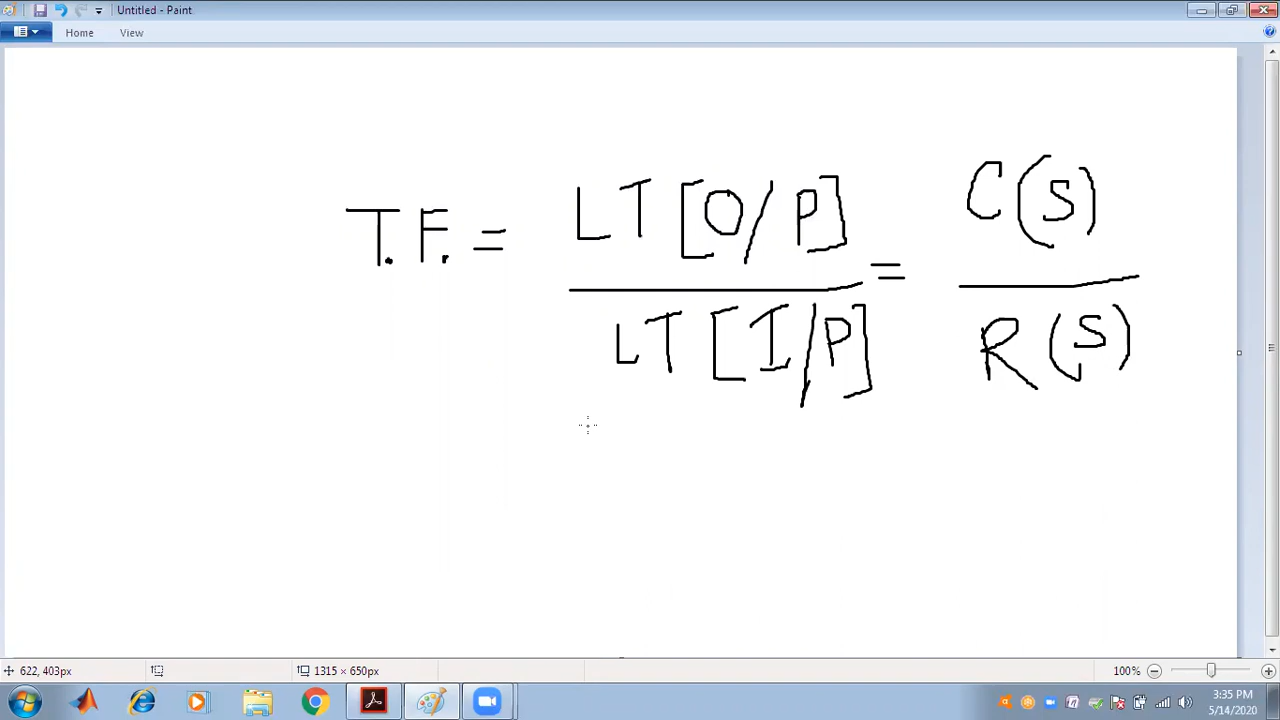 Untitled - Paint
Home View
LT [O/P] C(S)
T.F. = = 
LT [I/P] R(S)
622, 403px 1315 × 650px 100%
3:35 PM
5/14/2020